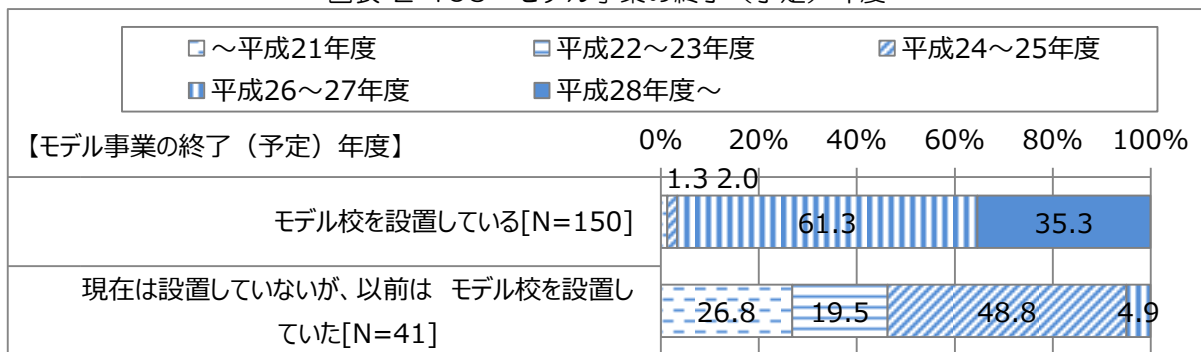 ～平成21年度 平成22～23年度 平成24～25年度
平成26～27年度 平成28年度～
【モデル事業の終了（予定）年度】 0% 20% 40% 60% 80% 100%
1.3 2.0
モデル校を設置している[N=150] 61.3 35.3
現在は設置していないが、以前は モデル校を設置し
26.8 19.5 48.8 4.9
ていた[N=41]